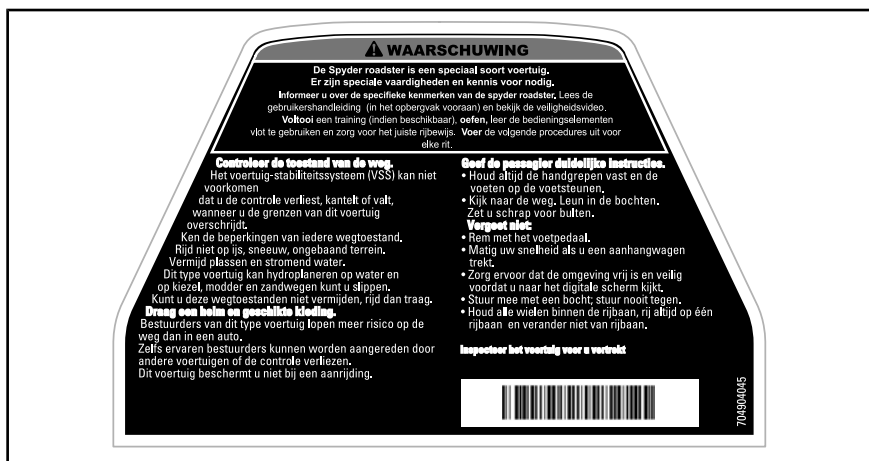 WAARSCHUWING
De Spyder roadster is een speciaal soort voertuig.
Er zijn speciale vaardigheden en kennis voor nodig.
Informeer u over de specifieke kenmerken van de spyder roadster. Lees de
gebruikershandleiding (in het opbergvak vooraan) en bekijk de veiligheidsvideo.
Voltooi een training (indien beschikbaar), oefen, leer de bedieningselementen
vlot te gebruiken en zorg voor het juiste rijbewijs. Voer de volgende procedures uit voor
elke rit.
Controleer de toestand van de weg.
Het voertuig-stabiliteitssysteem (VSS) kan niet
voorkomen
dat u de controle verliest, kantelt of valt,
wanneer u de grenzen van dit voertuig
overschrijdt.
Ken de beperkingen van iedere wegtoestand.
Rijd niet op ijs, sneeuw, ongebaand terrein.
Vermijd plassen en stromend water.
Dit type voertuig kan hydroplaneren op water en
op kiezel, modder en zandwegen kunt u slippen.
Kunt u deze wegtoestanden niet vermijden, rijd dan traag.
Draag een helm en geschikte kleding.
Bestuurders van dit type voertuig lopen meer risico op de
weg dan in een auto.
Zelfs ervaren bestuurders kunnen worden aangereden door
andere voertuigen of de controle verliezen.
Dit voertuig beschermt u niet bij een aanrijding.
Geef de passagier duidelijke instructies.
• Houd altijd de handgrepen vast en de
voeten op de voetsteunen.
• Kijk naar de weg. Leun in de bochten.
Zet u schrap voor bulten.
Vergeet niet:
• Rem met het voetpedaal.
• Matig uw snelheid als u een aanhangwagen
trekt.
• Zorg ervoor dat de omgeving vrij is en veilig
voordat u naar het digitale scherm kijkt.
• Stuur mee met een bocht; stuur nooit tegen.
• Houd alle wielen binnen de rijbaan, rij altijd op één
rijbaan en verander niet van rijbaan.
Inspecteer het voertuig voor u vertrekt
704904045